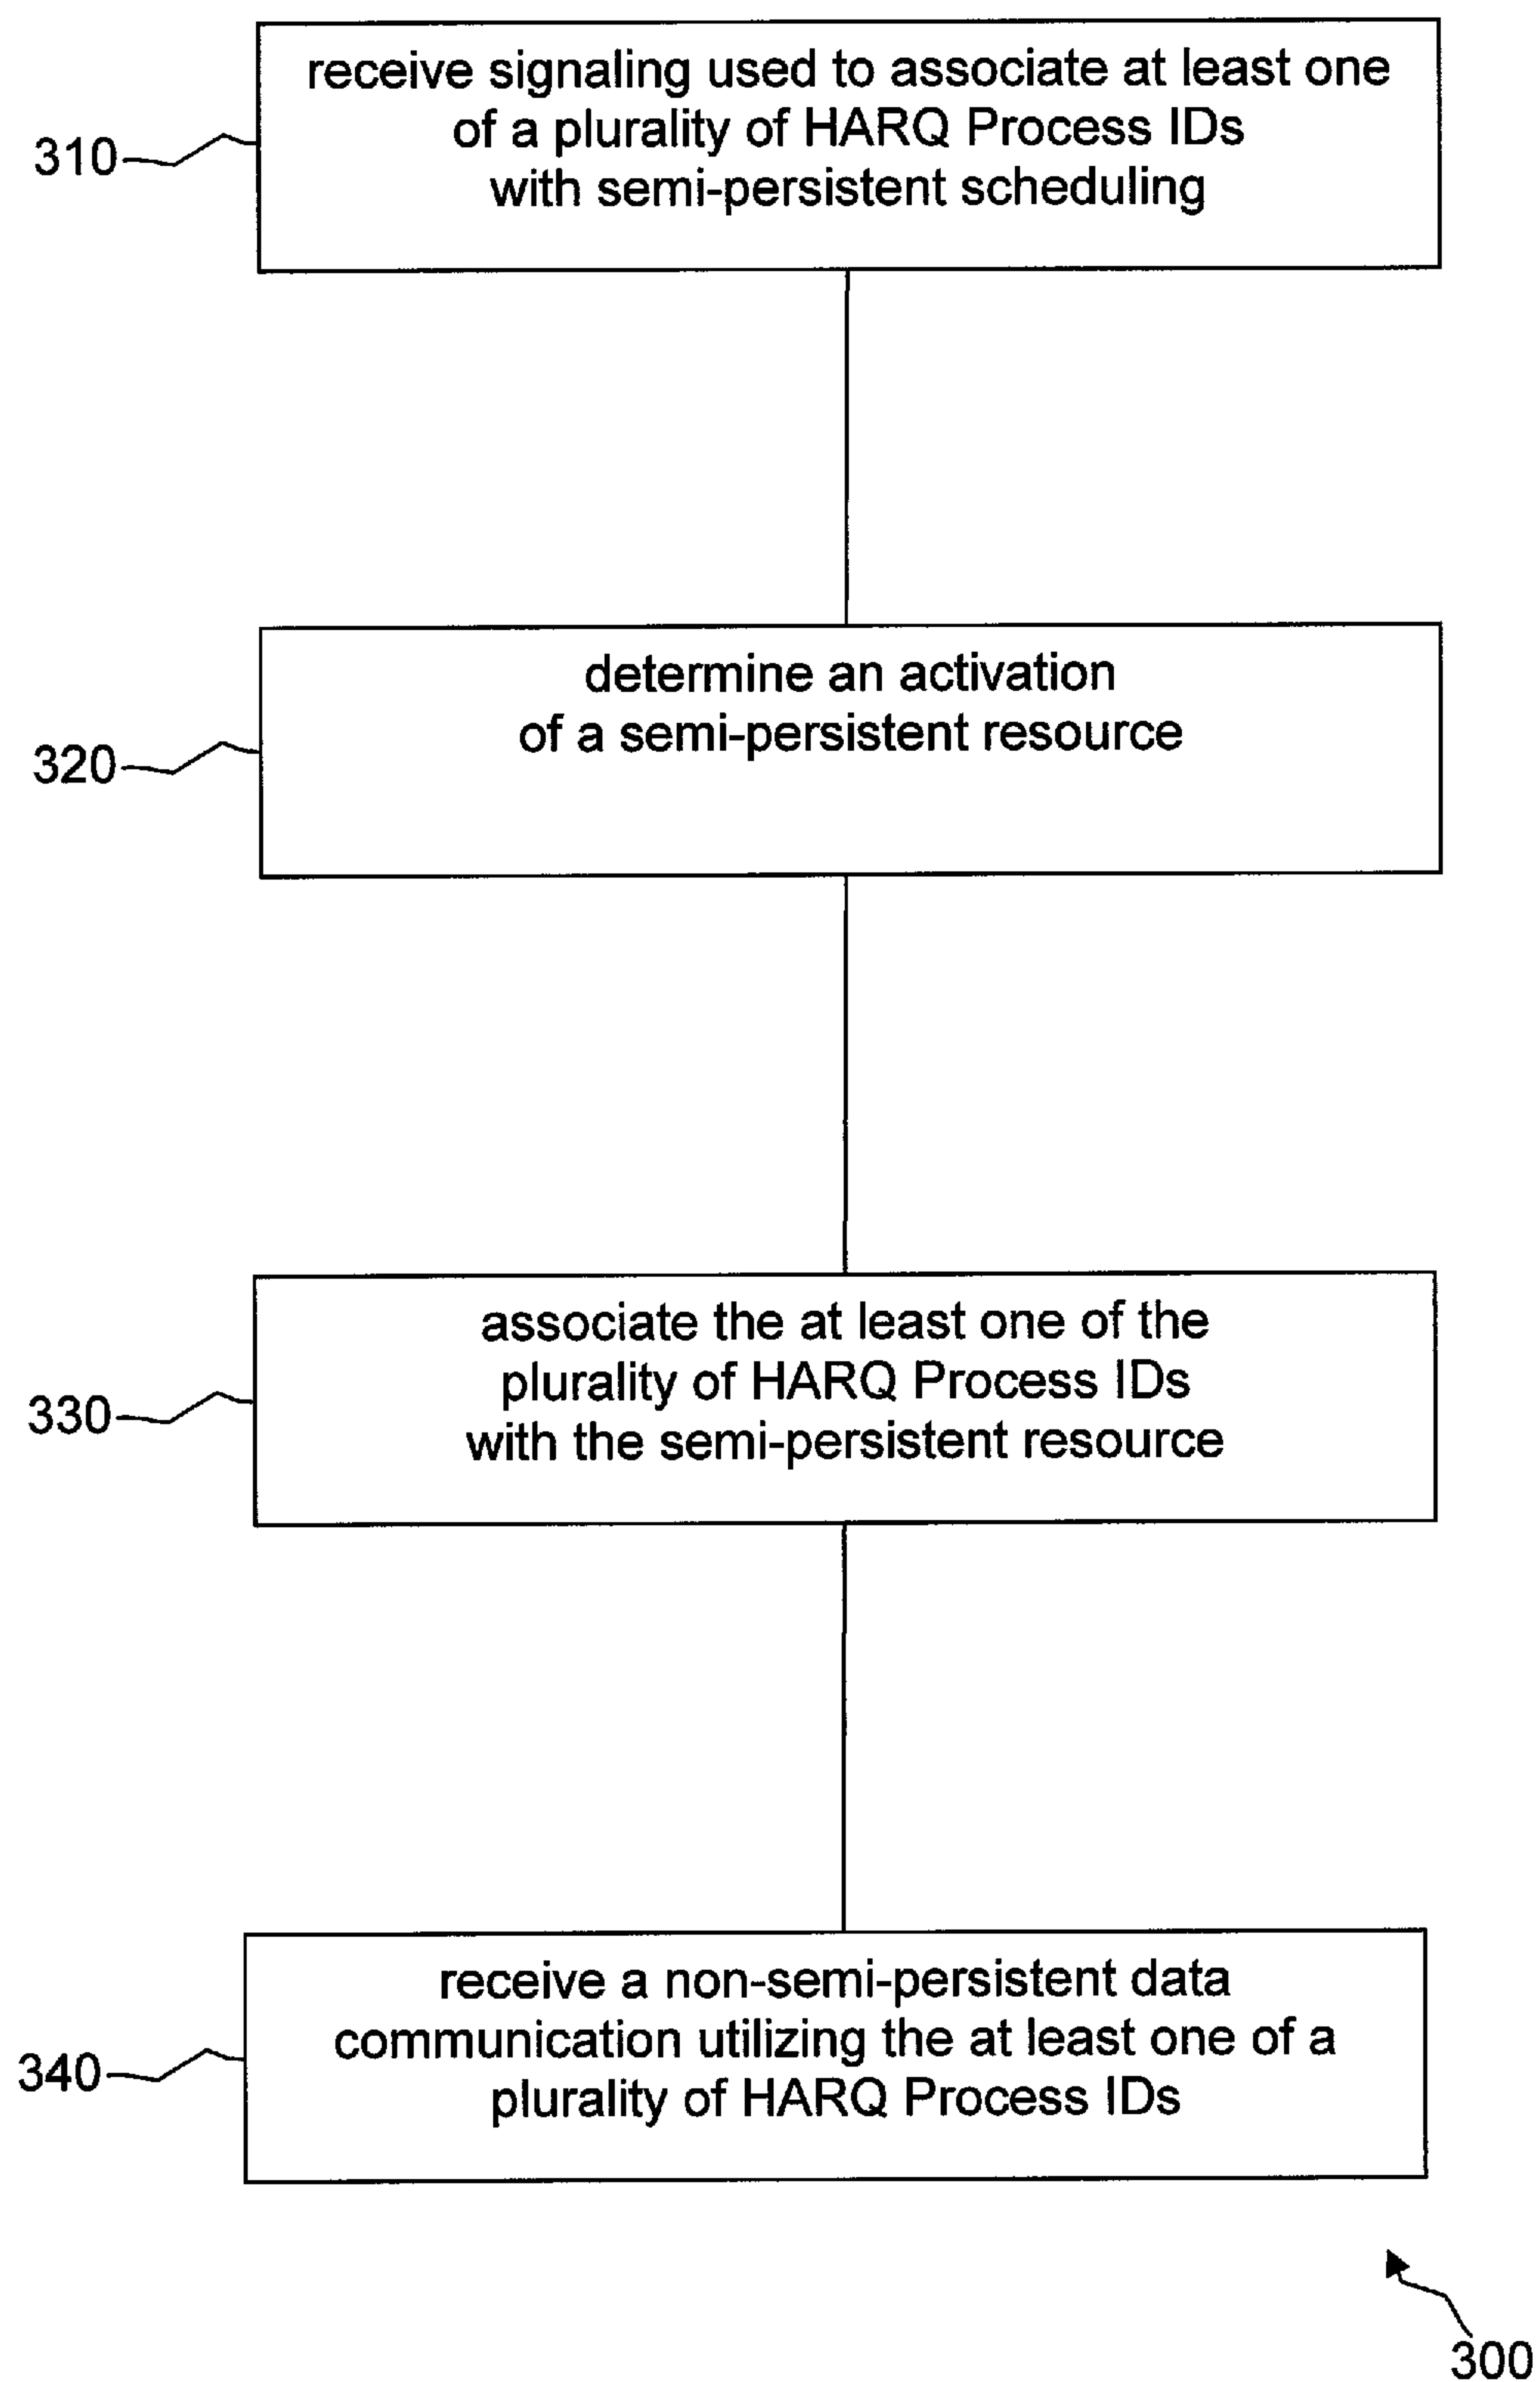 receive signaling used to associate at least one
of a plurality of HARQ Process IDs
with semi-persistent scheduling
310
determine an activation
of a semi-persistent resource
320
associate the at least one of the
plurality of HARQ Process IDs
with the semi-persistent resource
330
receive a non-semi-persistent data
communication utilizing the at least one of a
plurality of HARQ Process IDs
340
300